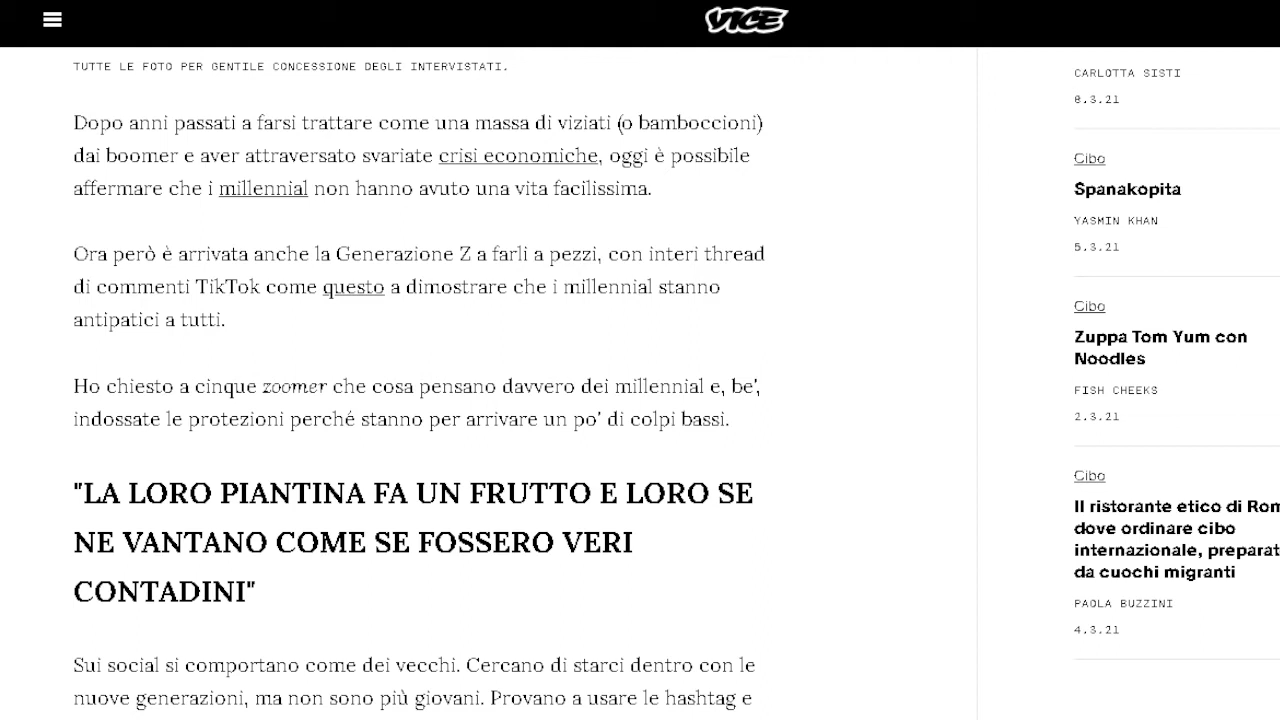 VICE
TUTTE LE FOTO PER GENTILE CONCESSIONE DEGLI INTERVISTATI.
Dopo anni passati a farsi trattare come una massa di viziati (o bamboccioni)
dai boomer e aver attraversato svariate crisi economiche, oggi è possibile
affermare che i millennial non hanno avuto una vita facilissima.
Ora però è arrivata anche la Generazione Z a farli a pezzi, con interi thread
di commenti TikTok come questo a dimostrare che i millennial stanno
antipatici a tutti.
Ho chiesto a cinque zoomer che cosa pensano davvero dei millennial e, be',
indossate le protezioni perché stanno per arrivare un po' di colpi bassi.
"LA LORO PIANTINA FA UN FRUTTO E LORO SE
NE VANTANO COME SE FOSSERO VERI
CONTADINI"
Sui social si comportano come dei vecchi. Cercano di starci dentro con le
nuove generazioni, ma non sono più giovani. Provano a usare le hashtag e
CARLOTTA SISTI
8.3.21
Cibo
Spanakopita
YASMIN KHAN
5.3.21
Cibo
Zuppa Tom Yum con
Noodles
FISH CHEEKS
2.3.21
Cibo
Il ristorante etico di Rom
dove ordinare cibo
internazionale, preparat
da cuochi migranti
PAOLA BUZZINI
4.3.21